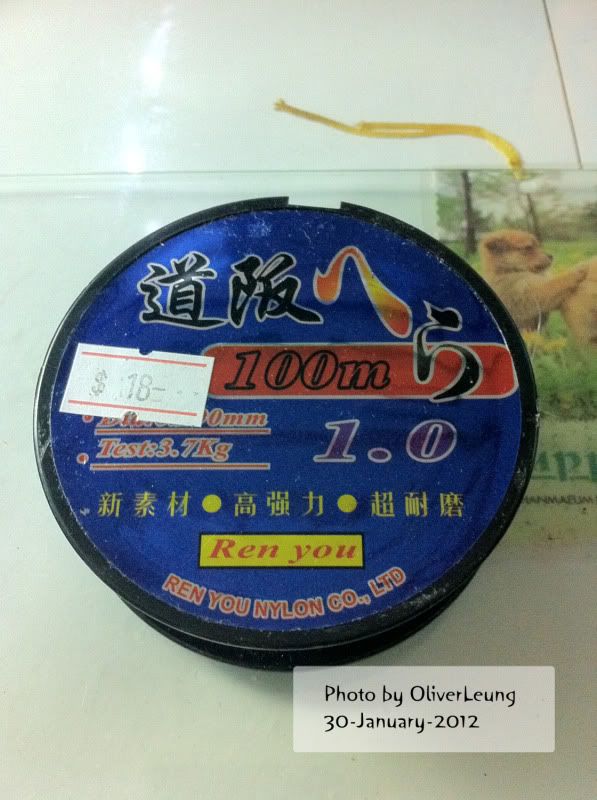 道阪へら
100m
$ 18-
00mm
Test:3.7Kg
1.0
新素材●高强力●超耐磨
Ren you
REN YOU NYLON CO., LTD
Photo by OliverLeung
30-January-2012